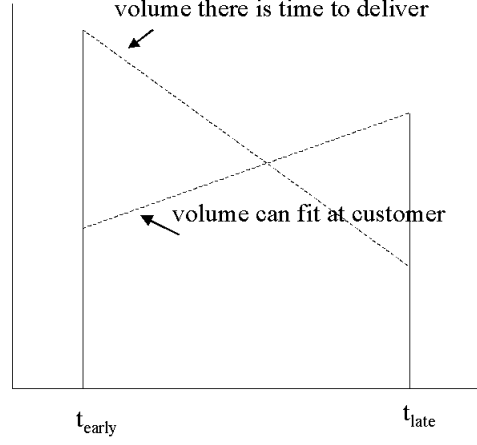 volume there is time to deliver
volume can fit at customer
t_early
t_late